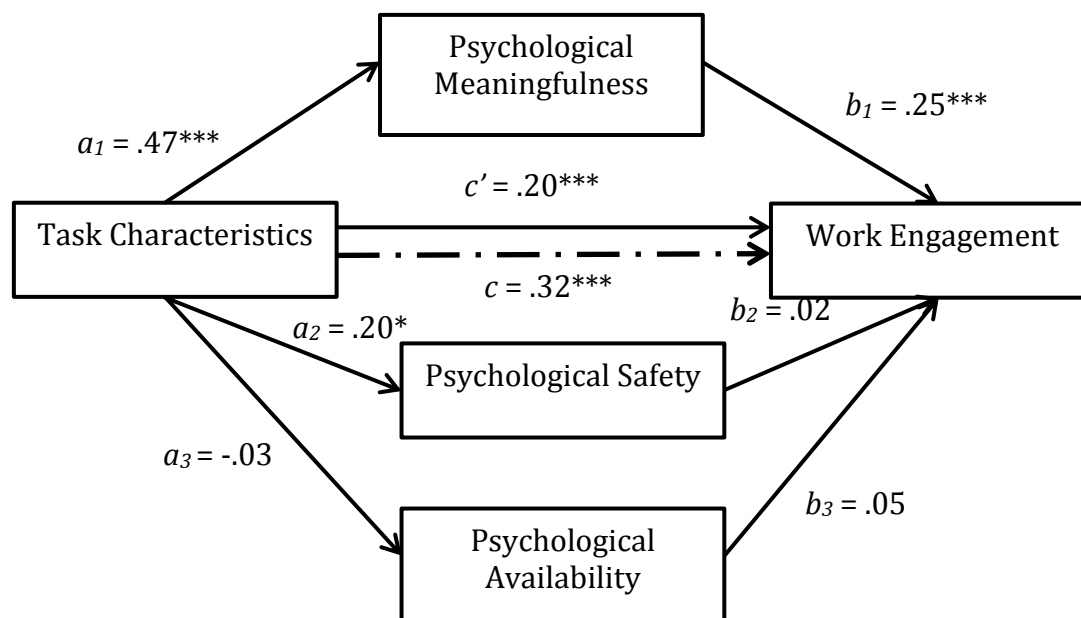 Psychological
Meaningfulness
b₁ = .25***
a₁ = .47***
c’ = .20***
Task Characteristics
Work Engagement
c = .32***
b₂ = .02
a₂ = .20*
Psychological Safety
a₃ = -.03
b₃ = .05
Psychological
Availability